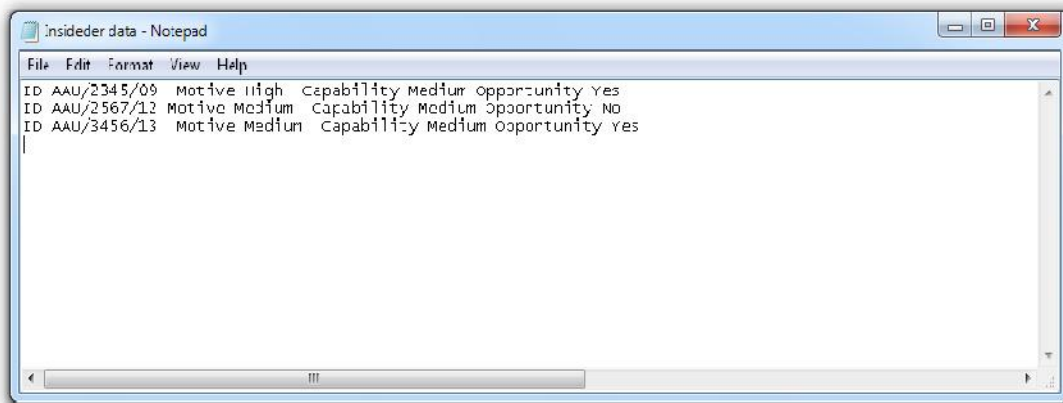 Insideder data - Notepad
File Edit Format View Help
ID AAU/2345/09 Motive High Capability Medium Opportunity Yes
ID AAU/2567/12 Motive Medium Capability Medium Opportunity No
ID AAU/3456/13 Motive Medium Capability Medium Opportunity Yes